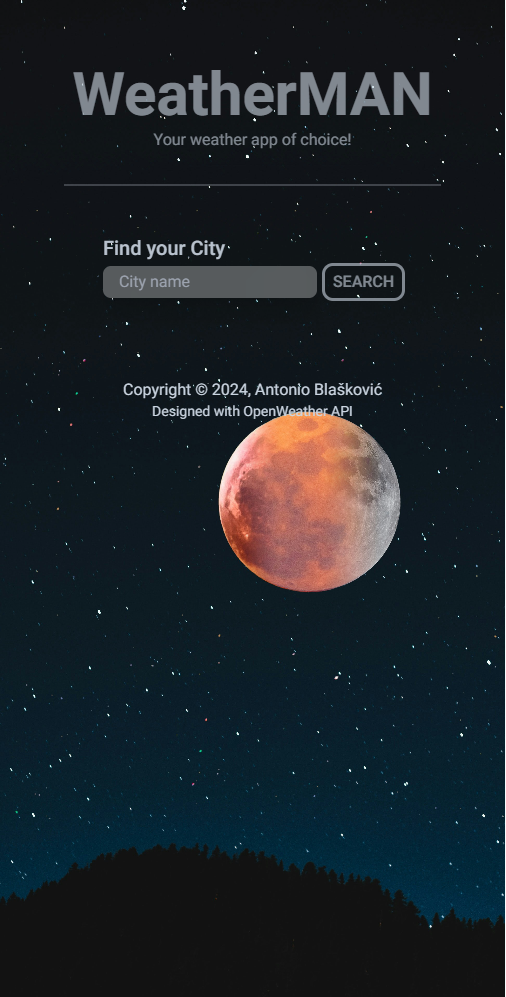 WeatherMAN
Your weather app of choice!
Find your City
City name SEARCH
Copyright © 2024, Antonio Blašković
Designed with OpenWeather API